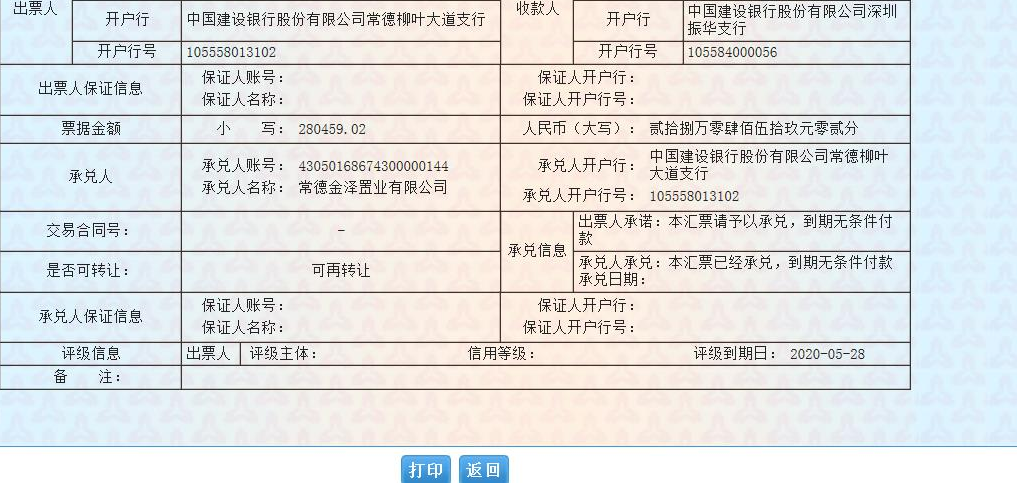 出票人
开户行
中国建设银行股份有限公司常德柳叶大道支行
收款人
开户行
中国建设银行股份有限公司深圳
振华支行
开户行号
105558013102
开户行号
105584000056
出票人保证信息
保证人账号：
保证人开户行：
保证人名称：
保证人开户行号：
票据金额
小 写： 280459.02
人民币（大写）： 贰拾捌万零肆佰伍拾玖元零贰分
承兑人
承兑人账号： 43050168674300000144
承兑人名称： 常德金泽置业有限公司
承兑人开户行： 中国建设银行股份有限公司常德柳叶
大道支行
承兑人开户行号： 105558013102
交易合同号：
-
承兑信息
出票人承诺：本汇票请予以承兑，到期无条件付
款
是否可转让：
可再转让
承兑人承兑：本汇票已经承兑，到期无条件付款
承兑日期：
承兑人保证信息
保证人账号：
保证人开户行：
保证人名称：
保证人开户行号：
评级信息
出票人
评级主体：
信用等级：
评级到期日： 2020-05-28
备 注：
打印
返回